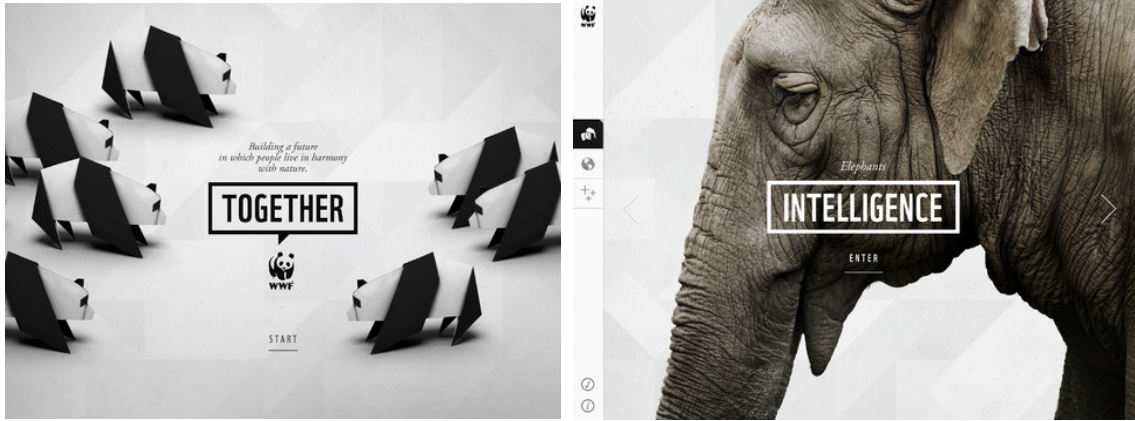 Building a future
in which people live in harmony
with nature.
TOGETHER
WWF
START
WWF
Elephants
INTELLIGENCE
ENTER